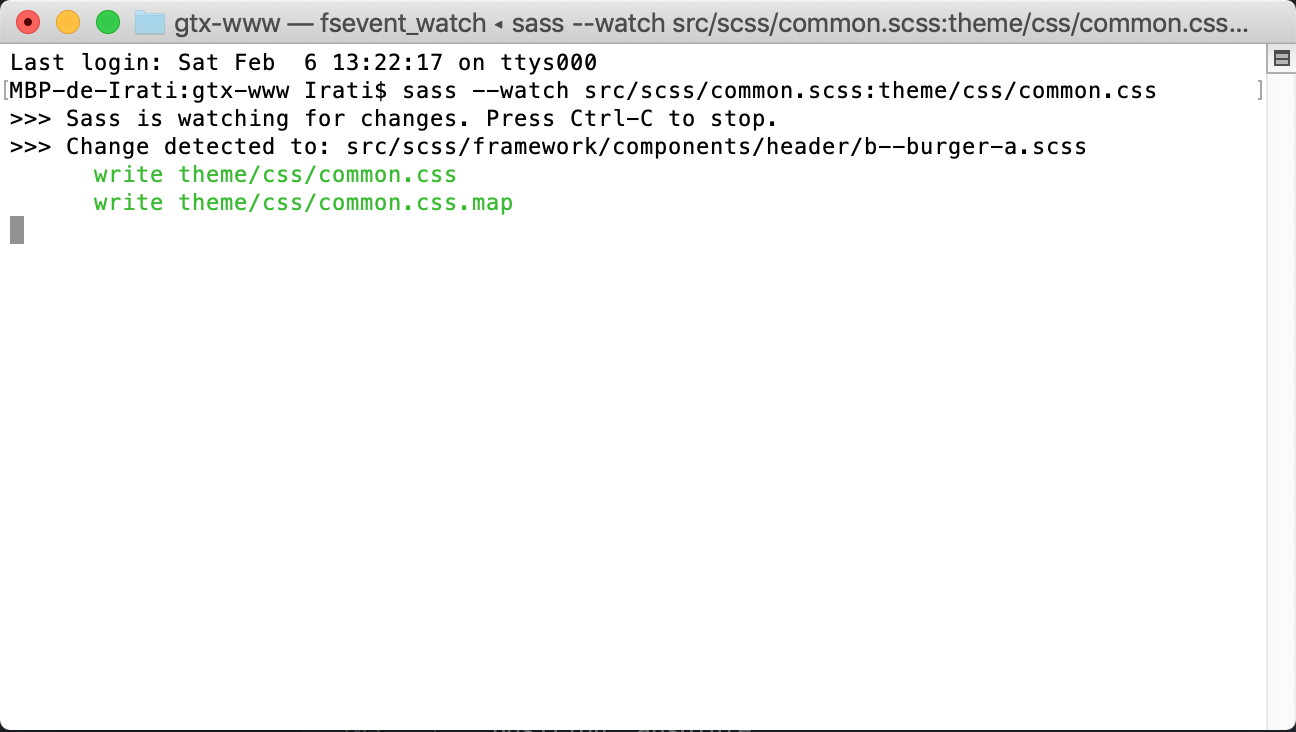 gtx-www — fsevent_watch ◂ sass --watch src/scss/common.scss:theme/css/common.css...
Last login: Sat Feb  6 13:22:17 on ttys000
[MBP-de-Irati:gtx-www Irati$ sass --watch src/scss/common.scss:theme/css/common.css ]
>>> Sass is watching for changes. Press Ctrl-C to stop.
>>> Change detected to: src/scss/framework/components/header/b--burger-a.scss
      write theme/css/common.css
      write theme/css/common.css.map